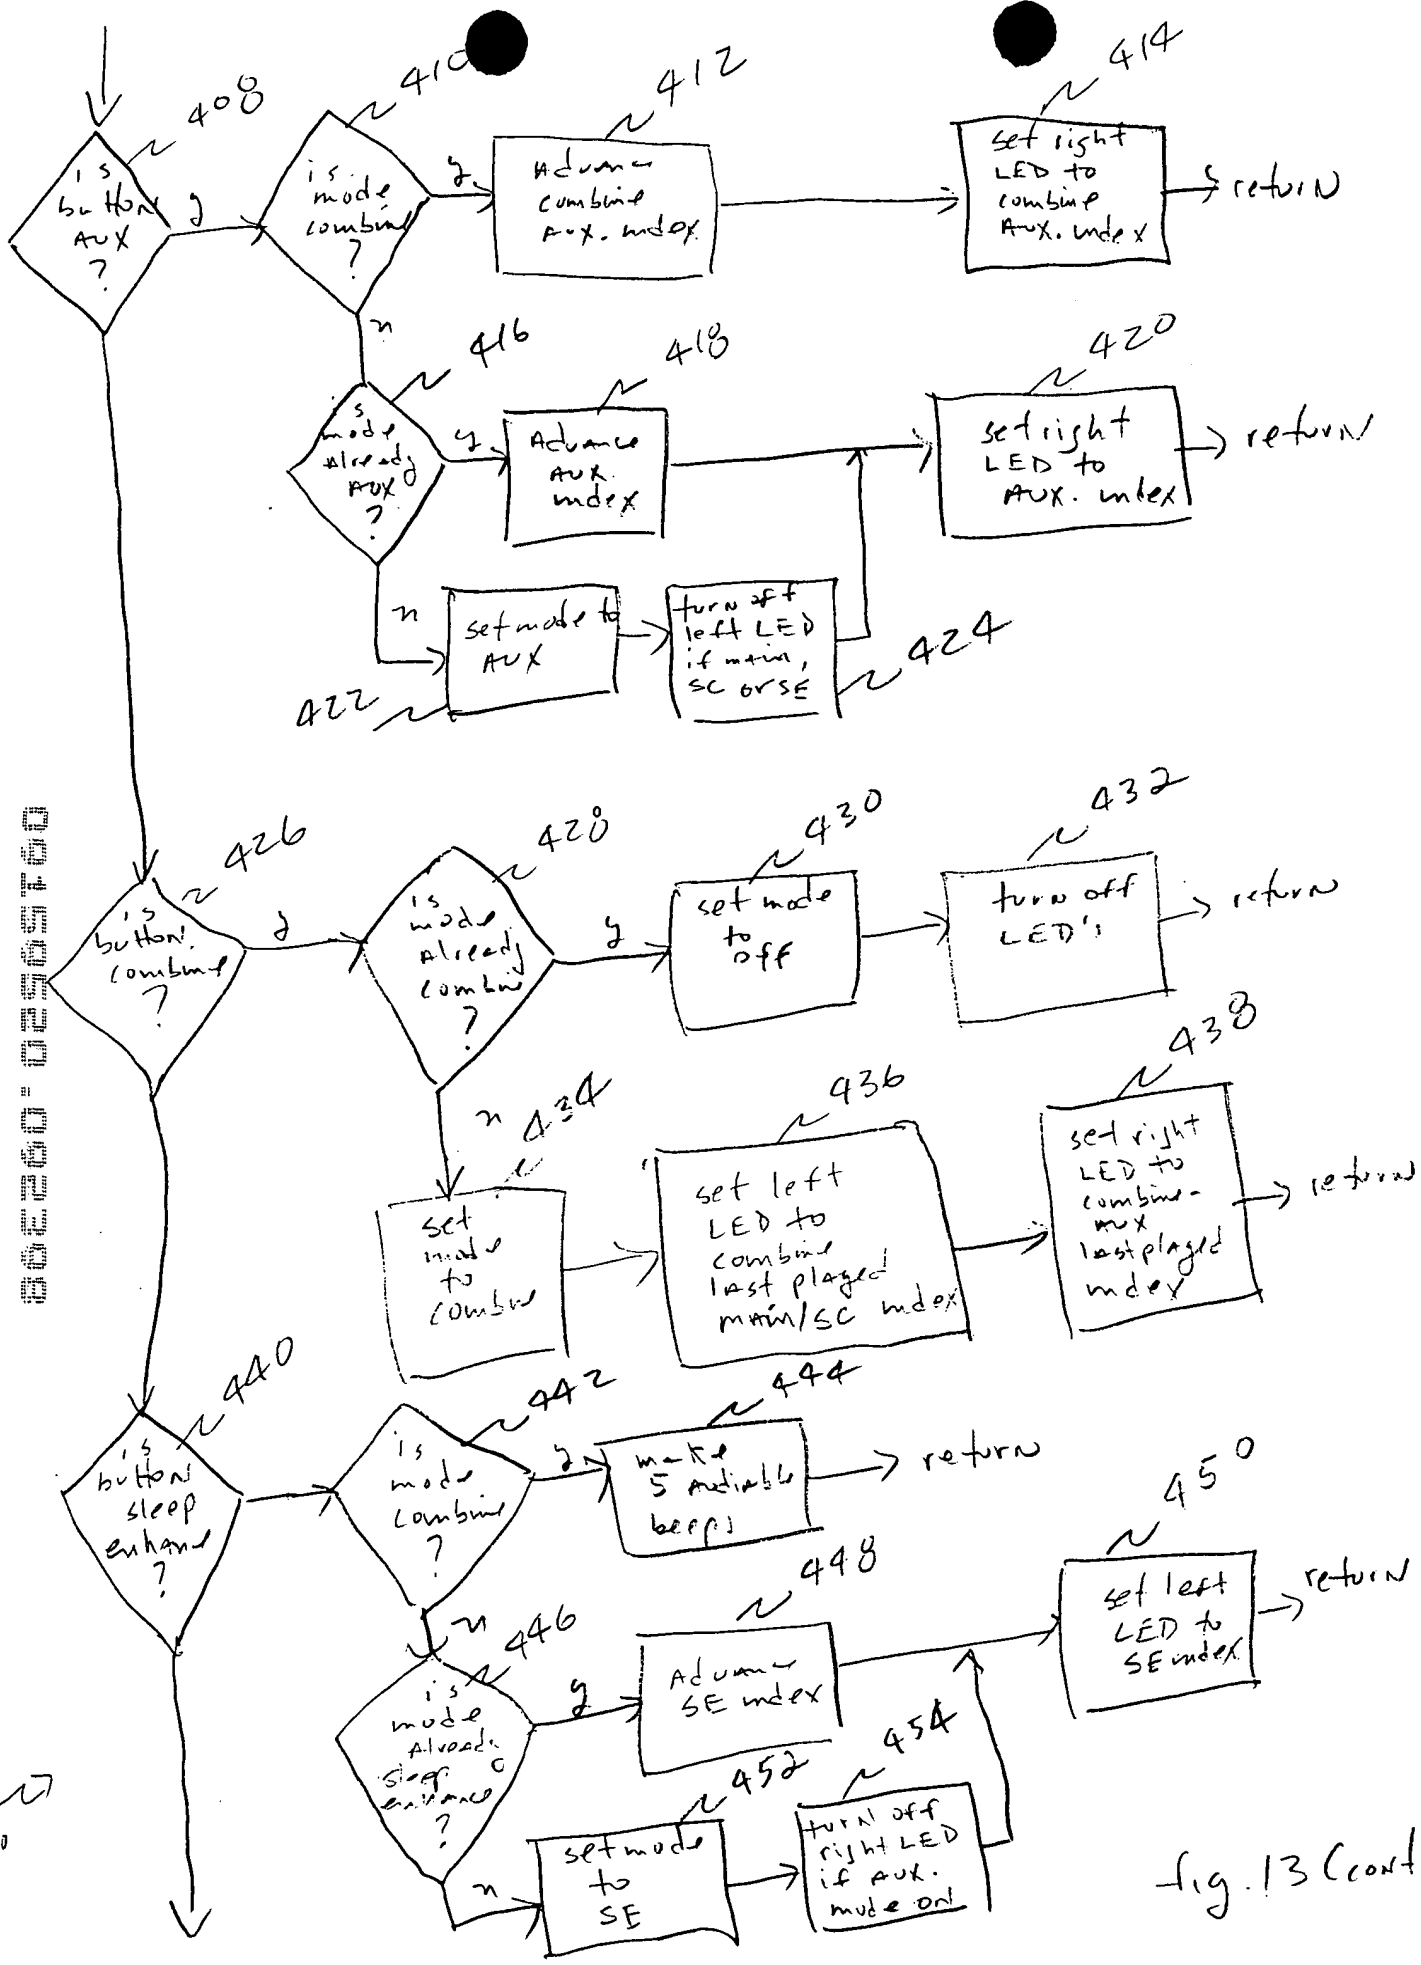 408
is
button
AUX
?
y
410
is
mode
combine
?
y
412
Advance
combine
Aux. index
414
set right
LED to
combine
Aux. index
return
n
416
is
mode
Already
AUX
?
y
418
Advance
AUX.
index
420
set right
LED to
AUX. index
return
n
422
set mode to
AUX
424
turn off
left LED
if main,
SC or SE
426
is
button
combine
?
y
428
is
mode
Already
combine
?
y
430
set mode
to
off
432
turn off
LED's
return
n
434
set
mode
to
combine
436
set left
LED to
combine
last played
MAIN/SC index
438
set right
LED to
combine-
AUX
last played
index
return
440
is
button
sleep
enhance
?
442
is
mode
combine
?
y
444
make
5 Audiable
beeps
return
n
446
is
mode
Already
sleep
enhance
?
y
448
Advance
SE index
450
set left
LED to
SE index
return
n
452
set mode
to
SE
454
turn off
right LED
if AUX.
mode on
fig. 13 (cont
09159520.092398